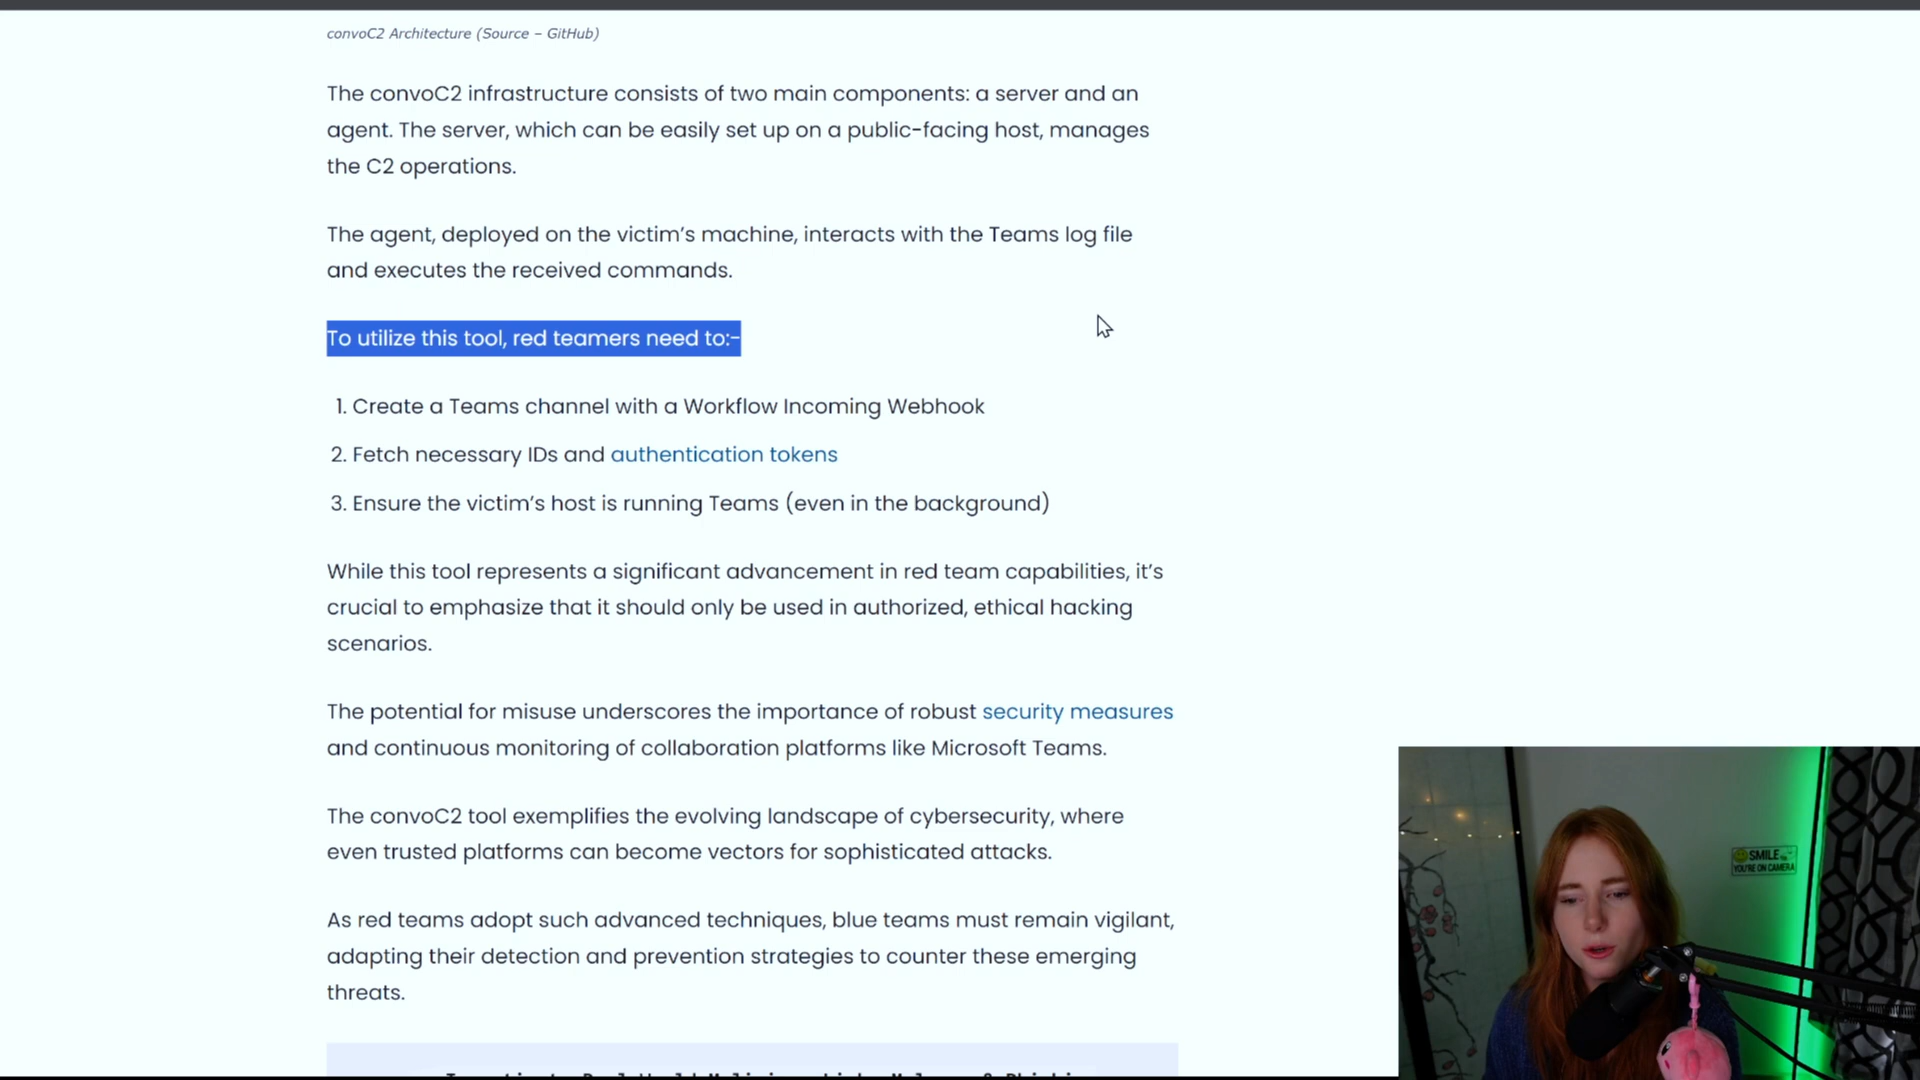 convoC2 Architecture (Source – GitHub)
The convoC2 infrastructure consists of two main components: a server and an
agent. The server, which can be easily set up on a public-facing host, manages
the C2 operations.
The agent, deployed on the victim's machine, interacts with the Teams log file
and executes the received commands.
To utilize this tool, red teamers need to:-
1. Create a Teams channel with a Workflow Incoming Webhook
2. Fetch necessary IDs and authentication tokens
3. Ensure the victim's host is running Teams (even in the background)
While this tool represents a significant advancement in red team capabilities, it's
crucial to emphasize that it should only be used in authorized, ethical hacking
scenarios.
The potential for misuse underscores the importance of robust security measures
and continuous monitoring of collaboration platforms like Microsoft Teams.
The convoC2 tool exemplifies the evolving landscape of cybersecurity, where
even trusted platforms can become vectors for sophisticated attacks.
As red teams adopt such advanced techniques, blue teams must remain vigilant,
adapting their detection and prevention strategies to counter these emerging
threats.
SMILE
YOU'RE ON CAMERA